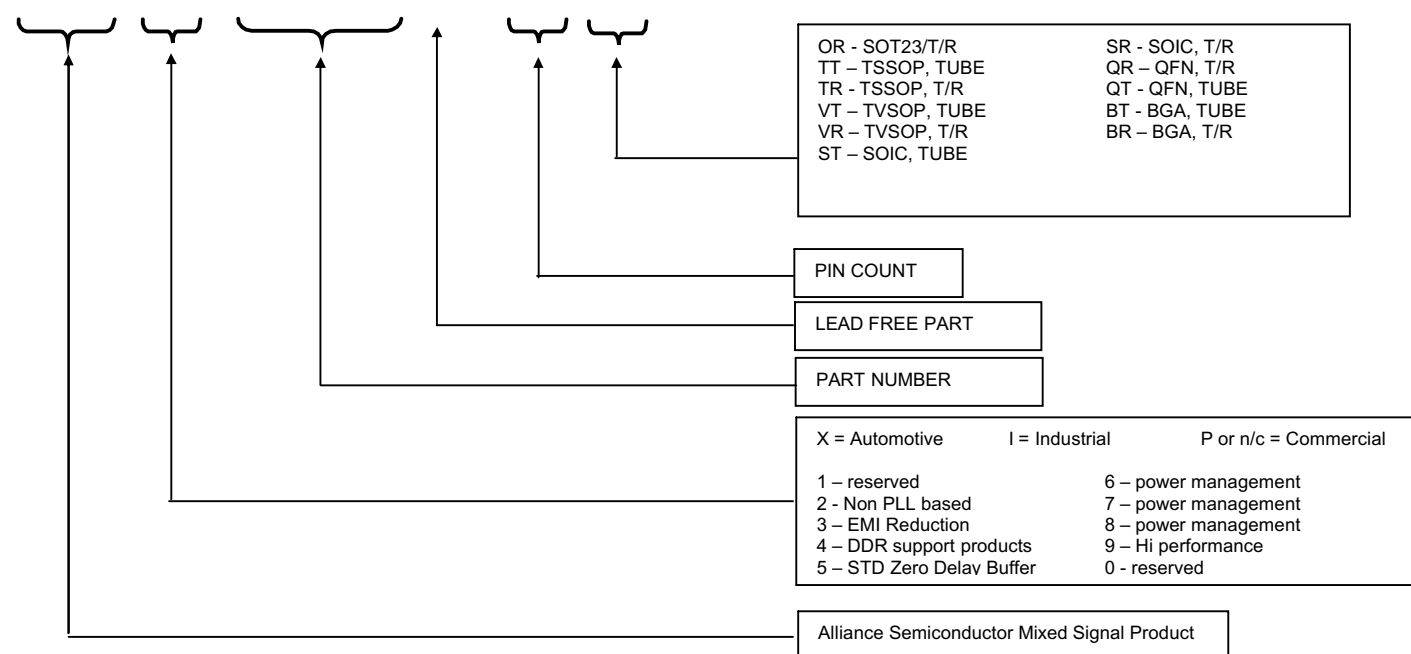 OR - SOT23/T/R
TT – TSSOP, TUBE
TR - TSSOP, T/R
VT – TVSOP, TUBE
VR – TVSOP, T/R
ST – SOIC, TUBE
SR - SOIC, T/R
QR – QFN, T/R
QT - QFN, TUBE
BT - BGA, TUBE
BR – BGA, T/R
PIN COUNT
LEAD FREE PART
PART NUMBER
X = Automotive I = Industrial P or n/c = Commercial
1 – reserved
2 - Non PLL based
3 – EMI Reduction
4 – DDR support products
5 – STD Zero Delay Buffer
6 – power management
7 – power management
8 – power management
9 – Hi performance
0 - reserved
Alliance Semiconductor Mixed Signal Product